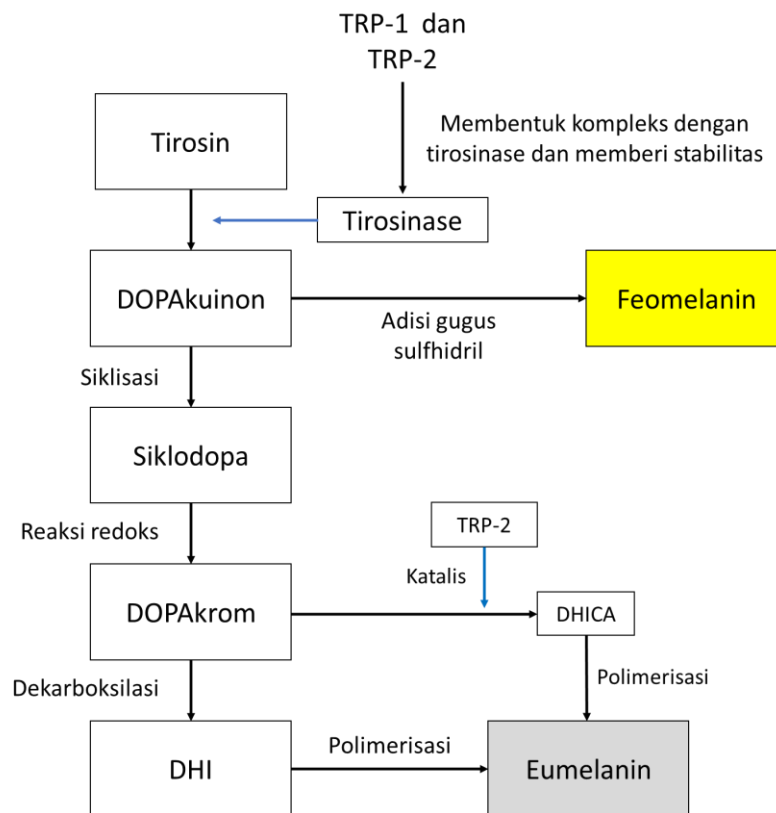 TRP-1 dan
TRP-2
Membentuk kompleks dengan
tirosinase dan memberi stabilitas
Tirosin
Tirosinase
DOPAkuinon
Adisi gugus
sulfhidril
Feomelanin
Siklisasi
Siklodopa
Reaksi redoks
TRP-2
Katalis
DOPAkrom
DHICA
Dekarboksilasi
Polimerisasi
DHI
Polimerisasi
Eumelanin